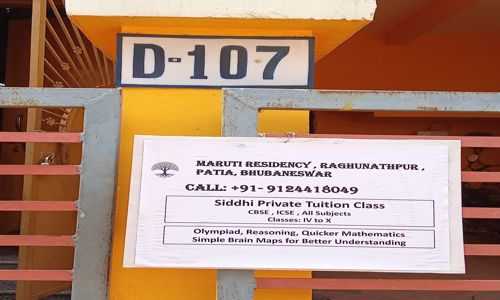 D-107
MARUTI RESIDENCY , RAGHUNATHPUR ,
PATIA, BHUBANESWAR
CALL: +91- 9124418049
Siddhi Private Tuition Class
CBSE , ICSE , All Subjects
Classes: IV to X
Olympiad, Reasoning, Quicker Mathematics
Simple Brain Maps for Better Understanding